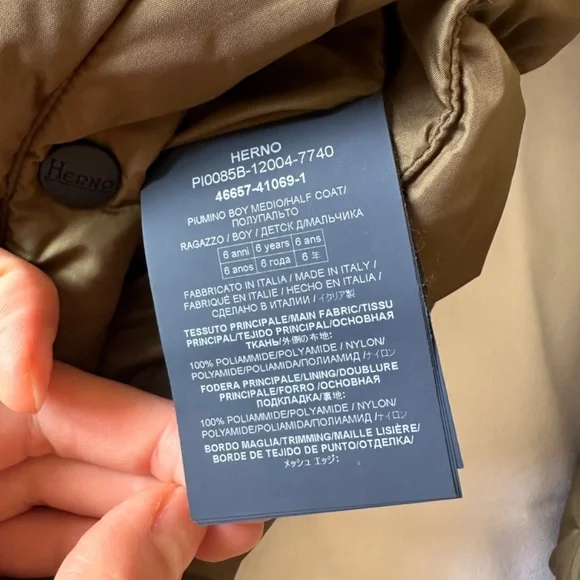 HERNO
HERNO
PI0085B-12004-7740
46657-41069-1
PIUMINO BOY MEDIO/HALF COAT/
ПОЛУПАЛЬТО
RAGAZZO / BOY / ДЕТСК Д/МАЛЬЧИКА
6 anni 6 years 6 ans
6 anos 6 года 6 年
FABBRICATO IN ITALIA / MADE IN ITALY /
FABRIQUÉ EN ITALIE / HECHO EN ITALIA /
СДЕЛАНО В ИТАЛИИ / イタリア製
TESSUTO PRINCIPALE/MAIN FABRIC/TISSU
PRINCIPAL/TEJIDO PRINCIPAL/ОСНОВНАЯ
ТКАНЬ/外側の布地:
100% POLIAMMIDE/POLYAMIDE / NYLON/
POLYAMIDE/POLIAMIDA/ПОЛИАМИД /ナイロン
FODERA PRINCIPALE/LINING/DOUBLURE
PRINCIPALE/FORRO /ОСНОВНАЯ
ПОДКЛАДКА/裏地:
100% POLIAMMIDE/POLYAMIDE / NYLON/
POLYAMIDE/POLIAMIDA/ПОЛИАМИД/ナイロン
BORDO MAGLIA/TRIMMING/MAILLE LISIÈRE/
BORDE DE TEJIDO DE PUNTO/ОТДЕЛКА/
メッシュ エッジ: